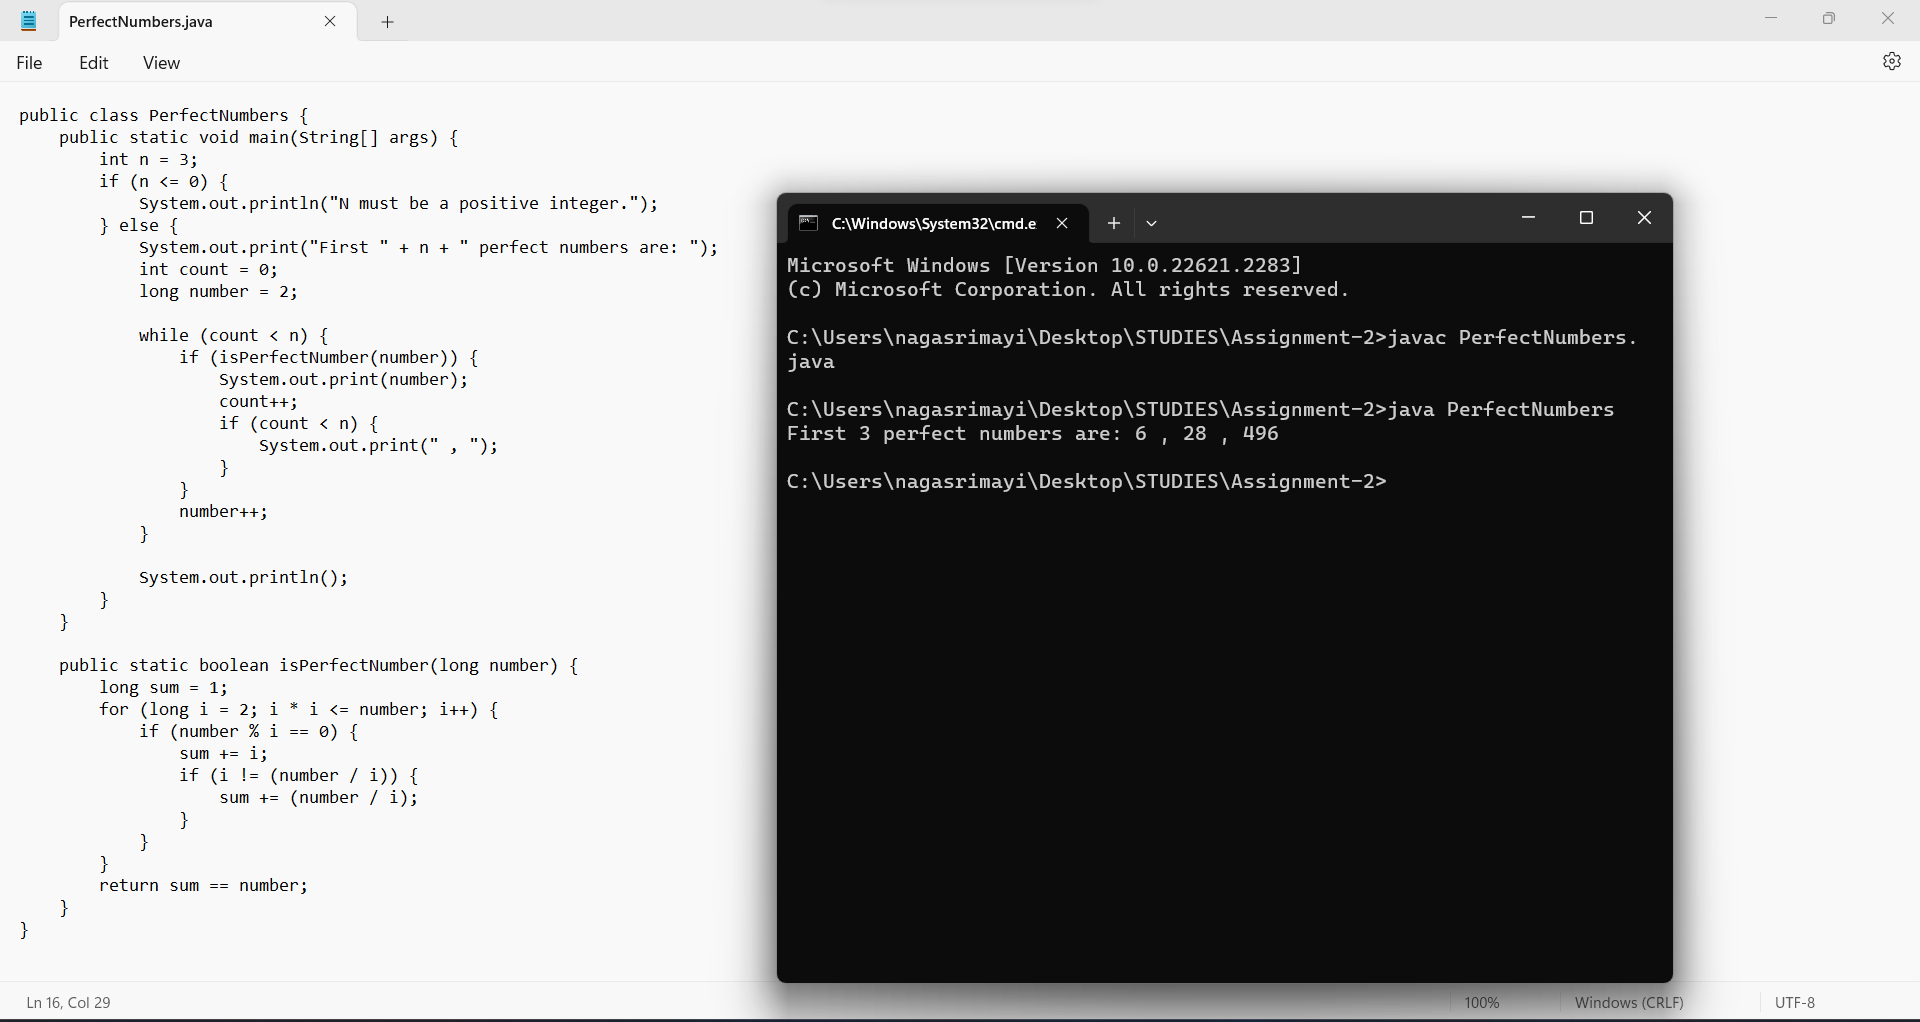 PerfectNumbers.java
File Edit View
public class PerfectNumbers {
    public static void main(String[] args) {
        int n = 3;
        if (n <= 0) {
            System.out.println("N must be a positive integer.");
        } else {
            System.out.print("First " + n + " perfect numbers are: ");
            int count = 0;
            long number = 2;

            while (count < n) {
                if (isPerfectNumber(number)) {
                    System.out.print(number);
                    count++;
                    if (count < n) {
                        System.out.print(" , ");
                    }
                }
                number++;
            }

            System.out.println();
        }
    }

    public static boolean isPerfectNumber(long number) {
        long sum = 1;
        for (long i = 2; i * i <= number; i++) {
            if (number % i == 0) {
                sum += i;
                if (i != (number / i)) {
                    sum += (number / i);
                }
            }
        }
        return sum == number;
    }
}
C:\Windows\System32\cmd.e
Microsoft Windows [Version 10.0.22621.2283]
(c) Microsoft Corporation. All rights reserved.

C:\Users\nagasrimayi\Desktop\STUDIES\Assignment-2>javac PerfectNumbers.
java

C:\Users\nagasrimayi\Desktop\STUDIES\Assignment-2>java PerfectNumbers
First 3 perfect numbers are: 6 , 28 , 496

C:\Users\nagasrimayi\Desktop\STUDIES\Assignment-2>
Ln 16, Col 29 100% Windows (CRLF) UTF-8